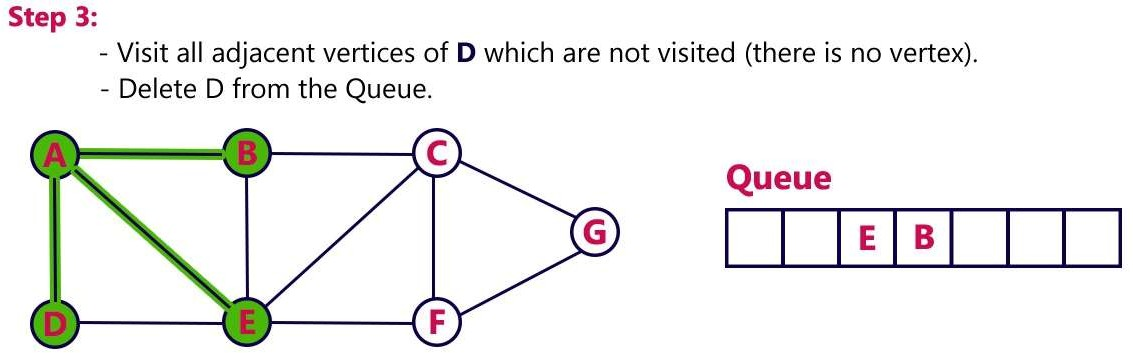 Step 3:
- Visit all adjacent vertices of D which are not visited (there is no vertex).
- Delete D from the Queue.
A B C
Queue
G
E B
D E F